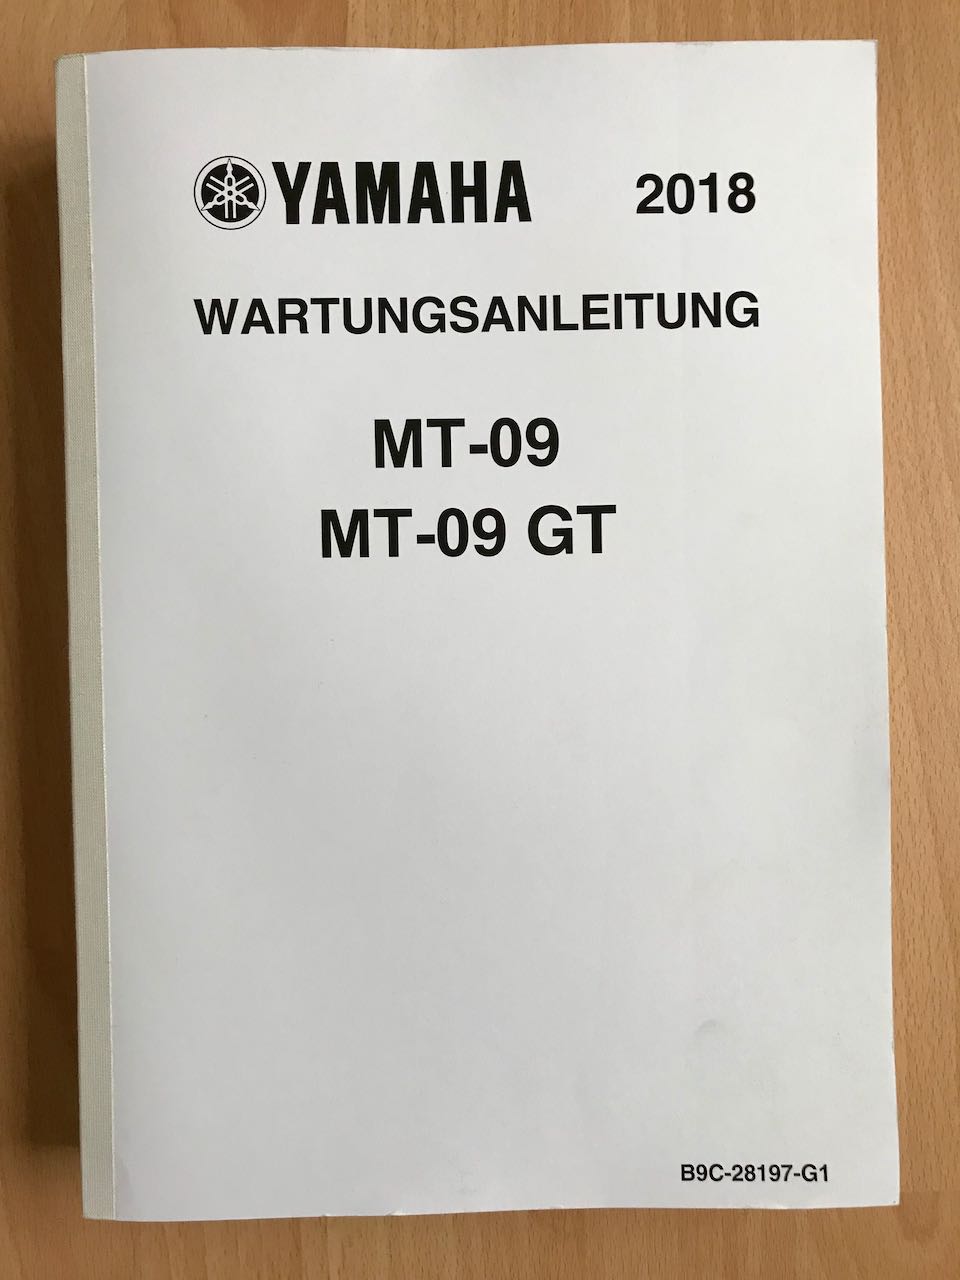 YAMAHA 2018
WARTUNGSANLEITUNG
MT-09
MT-09 GT
B9C-28197-G1